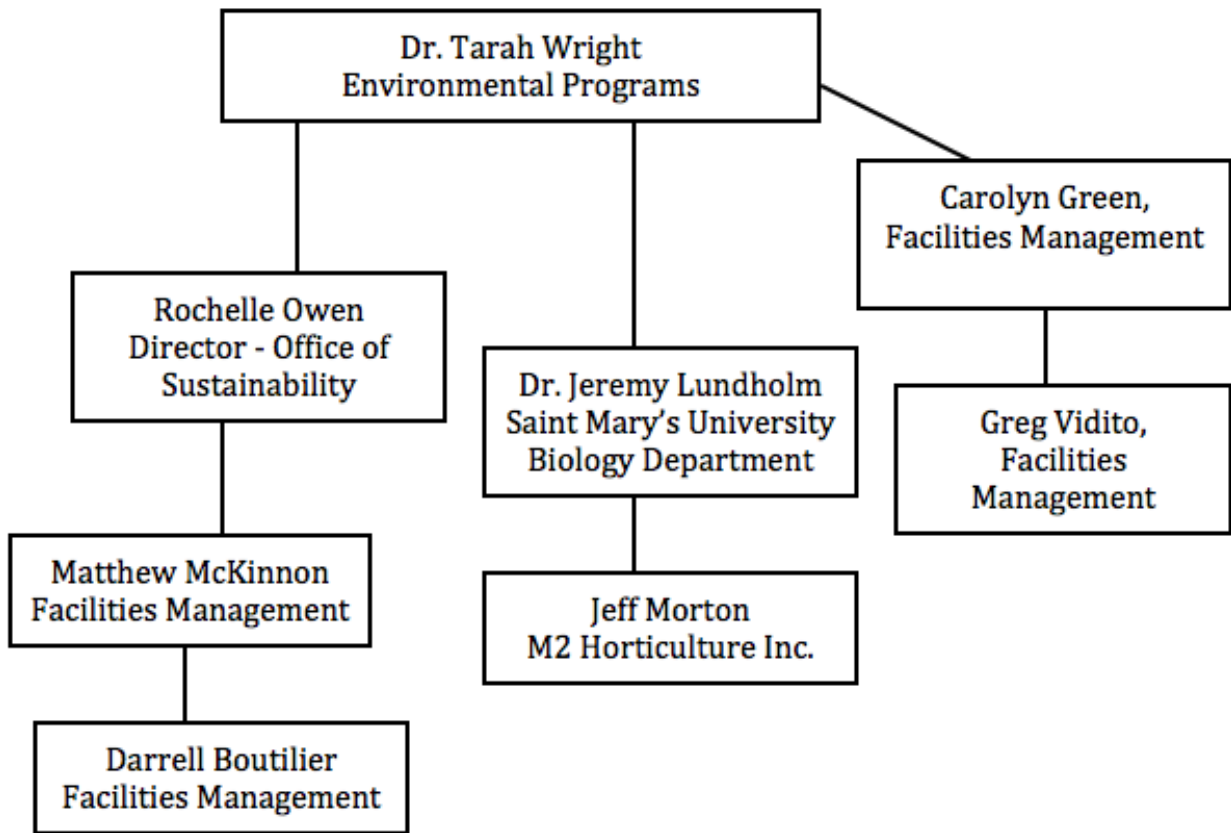 Dr. Tarah Wright
Environmental Programs
Carolyn Green,
Facilities Management
Rochelle Owen
Director - Office of
Sustainability
Dr. Jeremy Lundholm
Saint Mary’s University
Biology Department
Greg Vidito,
Facilities
Management
Matthew McKinnon
Facilities Management
Jeff Morton
M2 Horticulture Inc.
Darrell Boutilier
Facilities Management